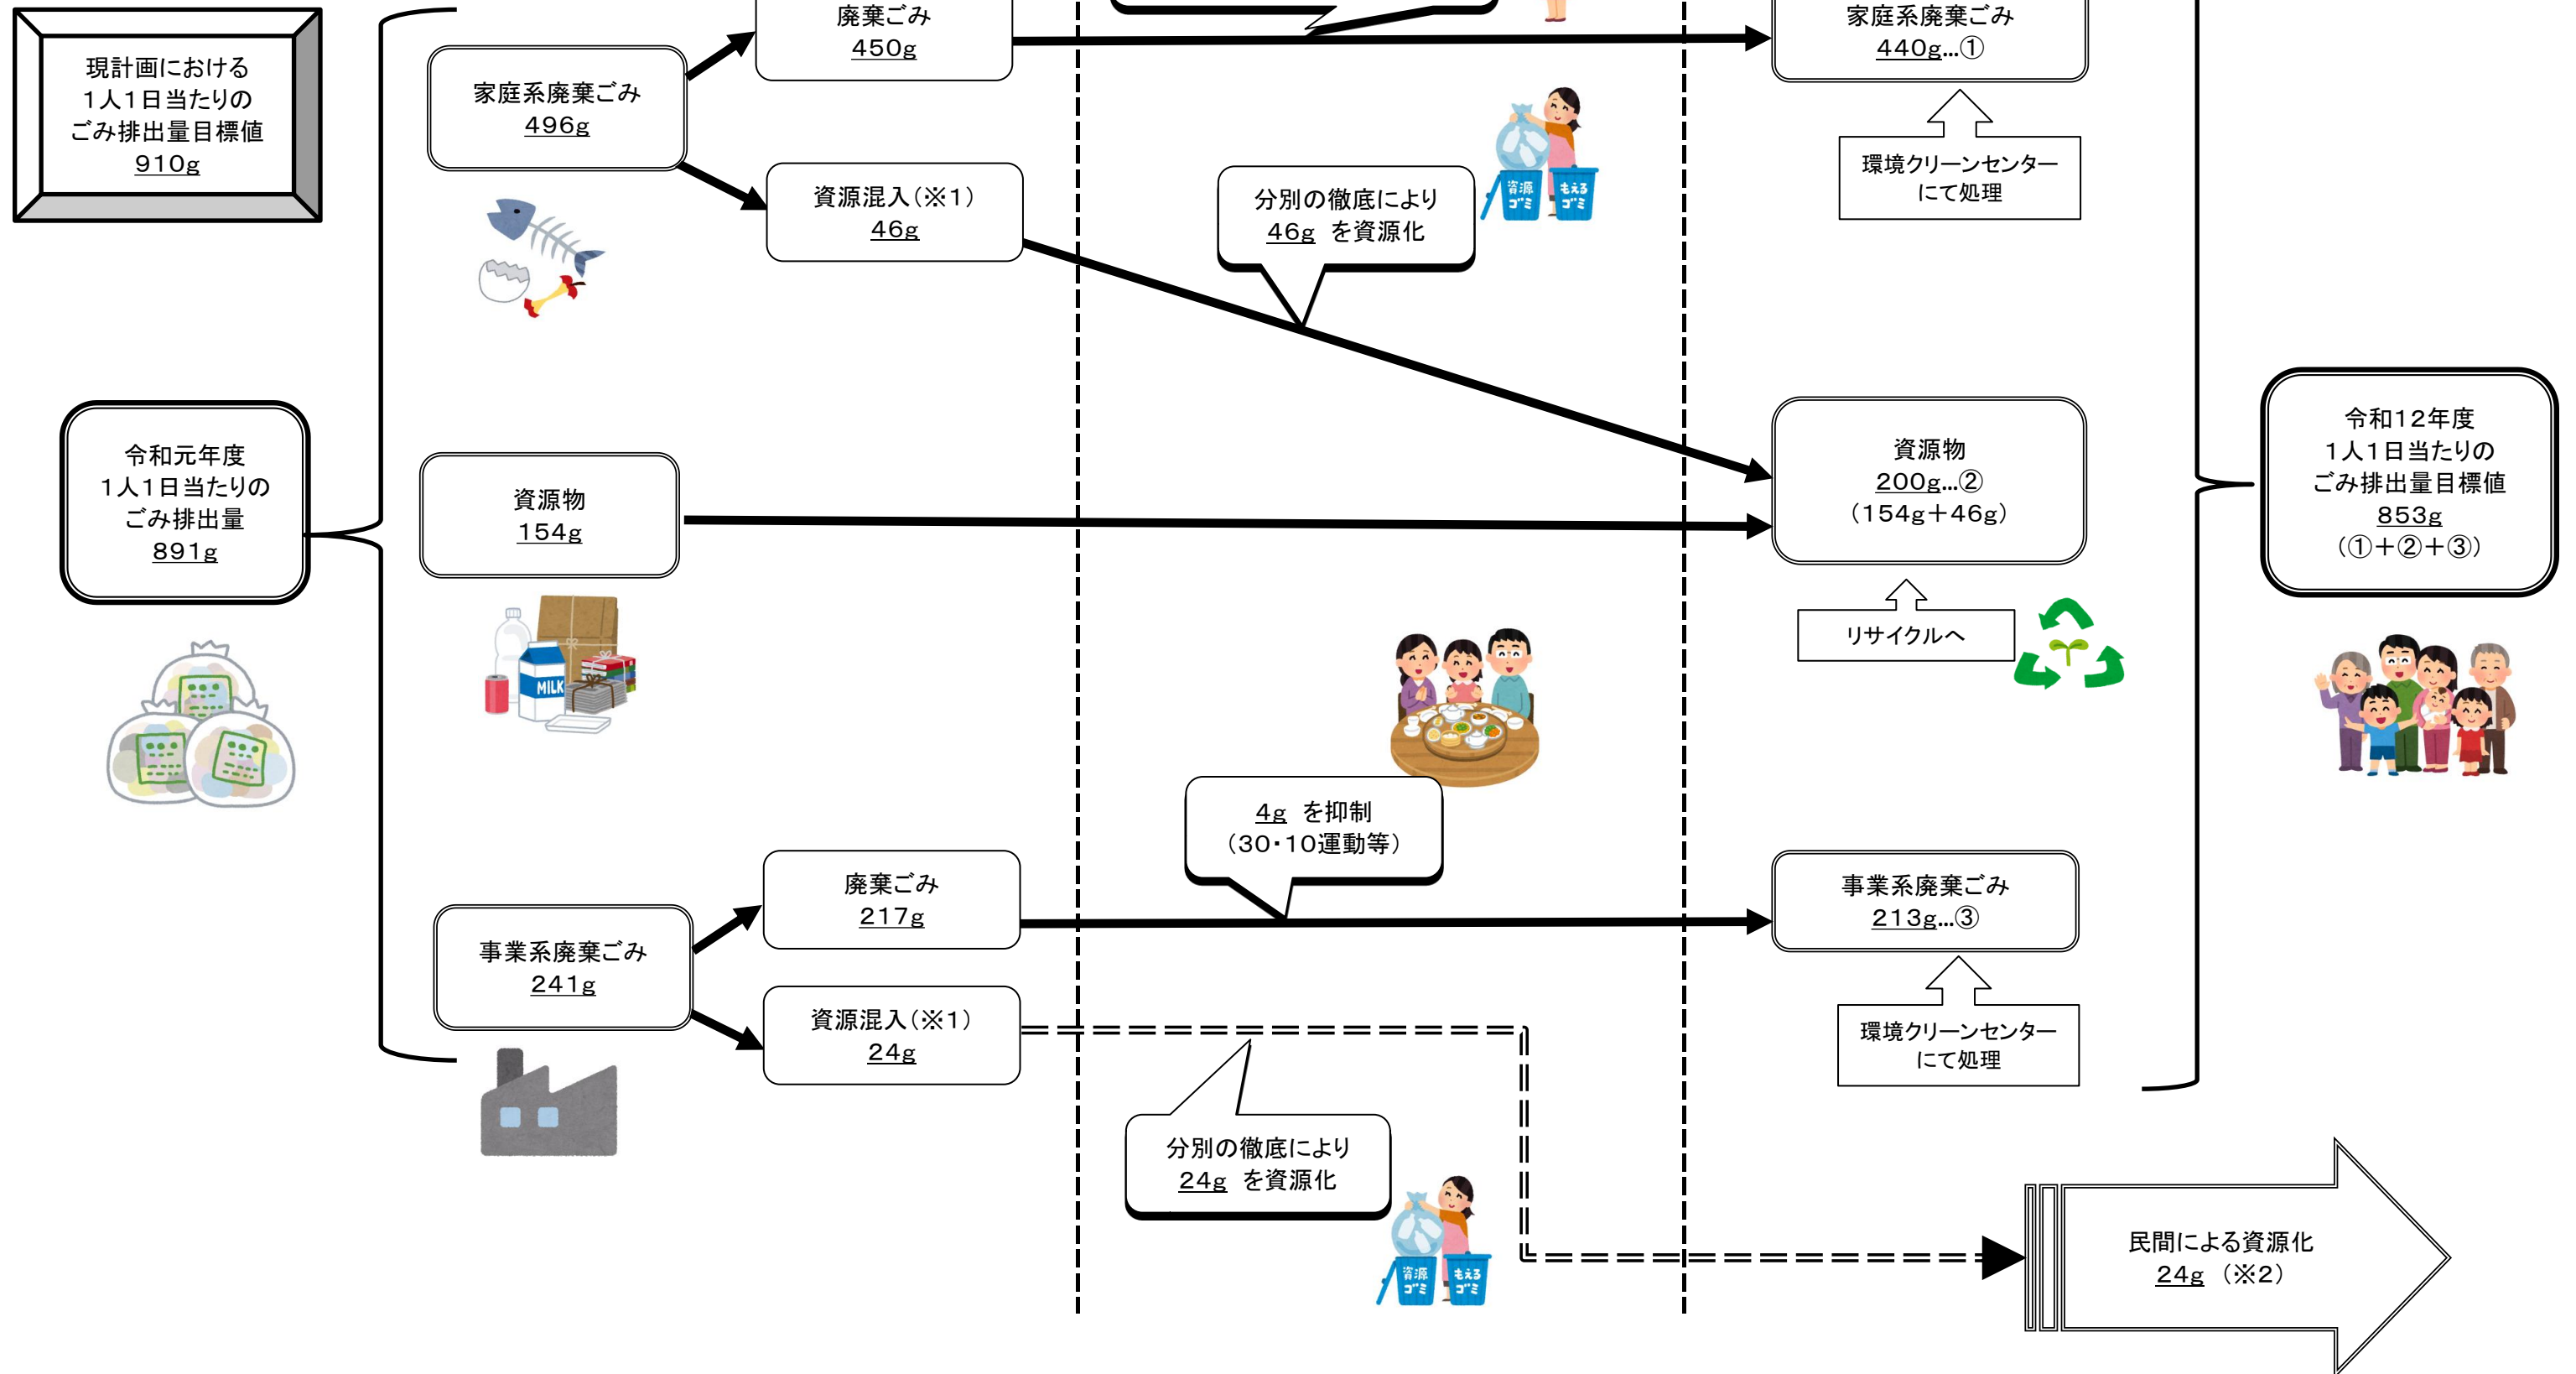 現計画における
1人1日当たりの
ごみ排出量目標値
910g
令和元年度
1人1日当たりの
ごみ排出量
891g
家庭系廃棄ごみ
496g
廃棄ごみ
450g
資源混入(※1)
46g
資源物
154g
MILK
事業系廃棄ごみ
241g
廃棄ごみ
217g
資源混入(※1)
24g
分別の徹底により
46g を資源化
資源
ゴミ
もえる
ゴミ
4g を抑制
(30・10運動等)
分別の徹底により
24g を資源化
資源
ゴミ
もえる
ゴミ
家庭系廃棄ごみ
440g…①
環境クリーンセンター
にて処理
資源物
200g…②
(154g+46g)
リサイクルへ
事業系廃棄ごみ
213g…③
環境クリーンセンター
にて処理
令和12年度
1人1日当たりの
ごみ排出量目標値
853g
(①+②+③)
民間による資源化
24g (※2)